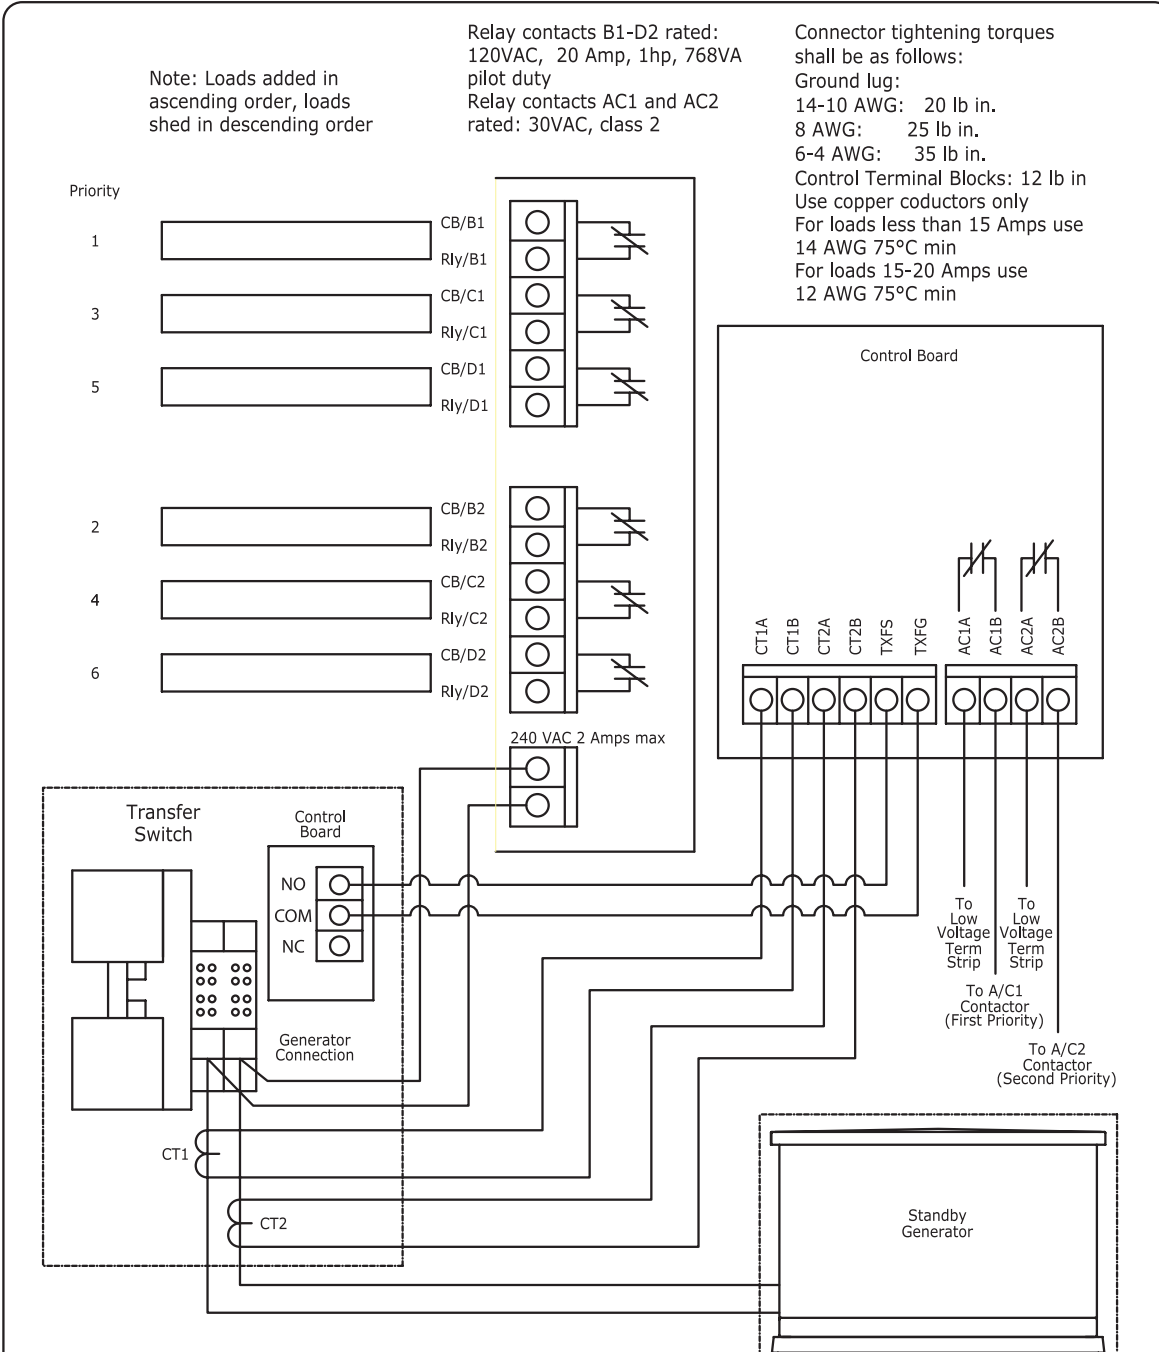 Note: Loads added in
ascending order, loads
shed in descending order
Relay contacts B1-D2 rated:
120VAC, 20 Amp, 1hp, 768VA
pilot duty
Relay contacts AC1 and AC2
rated: 30VAC, class 2
Connector tightening torques
shall be as follows:
Ground lug:
14-10 AWG: 20 lb in.
8 AWG: 25 lb in.
6-4 AWG: 35 lb in.
Control Terminal Blocks: 12 lb in
Use copper coductors only
For loads less than 15 Amps use
14 AWG 75°C min
For loads 15-20 Amps use
12 AWG 75°C min
Priority
1
CB/B1
Rly/B1
3
CB/C1
Rly/C1
5
CB/D1
Rly/D1
2
CB/B2
Rly/B2
4
CB/C2
Rly/C2
6
CB/D2
Rly/D2
240 VAC 2 Amps max
Control Board
CT1A
CT1B
CT2A
CT2B
TXFS
TXFG
AC1A
AC1B
AC2A
AC2B
Transfer
Switch
Control
Board
NO
COM
NC
Generator
Connection
CT1
CT2
To
Low
Voltage
Term
Strip
To
Low
Voltage
Term
Strip
To A/C1
Contactor
(First Priority)
To A/C2
Contactor
(Second Priority)
Standby
Generator